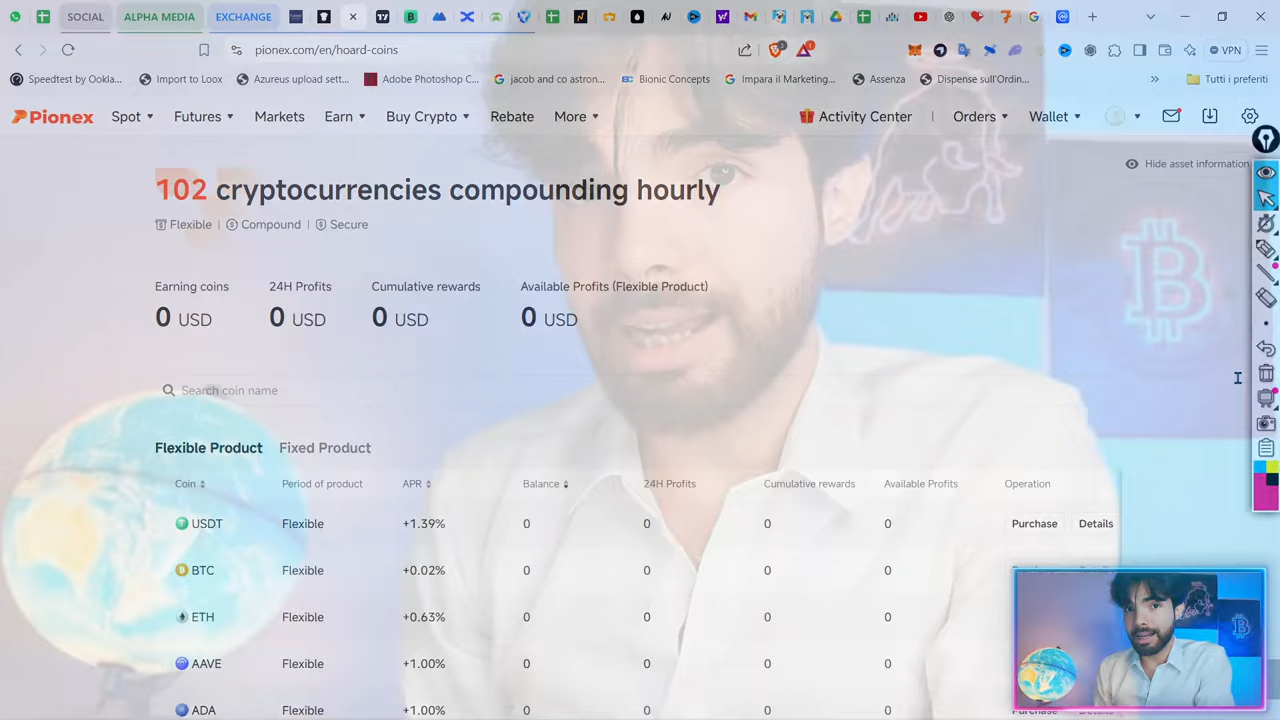 SOCIAL
ALPHA MEDIA
EXCHANGE
pionex.com/en/hoard-coins
VPN
Speedtest by Ookla...
Import to Loox
Azureus upload sett...
Adobe Photoshop C...
jacob and co astron...
Bionic Concepts
Impara il Marketing...
Assenza
Dispense sull'Ordin...
Tutti i preferiti
Pionex
Spot
Futures
Markets
Earn
Buy Crypto
Rebate
More
Activity Center
Orders
Wallet
Hide asset information
102 cryptocurrencies compounding hourly
Flexible | Compound | Secure
Earning coins 24H Profits Cumulative rewards Available Profits (Flexible Product)
0 USD 0 USD 0 USD 0 USD
Search coin name
Flexible Product Fixed Product
Coin Period of product APR Balance 24H Profits Cumulative rewards Available Profits Operation
USDT Flexible +1.39% 0 0 0 0 Purchase Details
BTC Flexible +0.02% 0 0 0 0
ETH Flexible +0.63% 0 0 0 0
AAVE Flexible +1.00% 0 0 0 0
ADA Flexible +1.00% 0 0 0 0